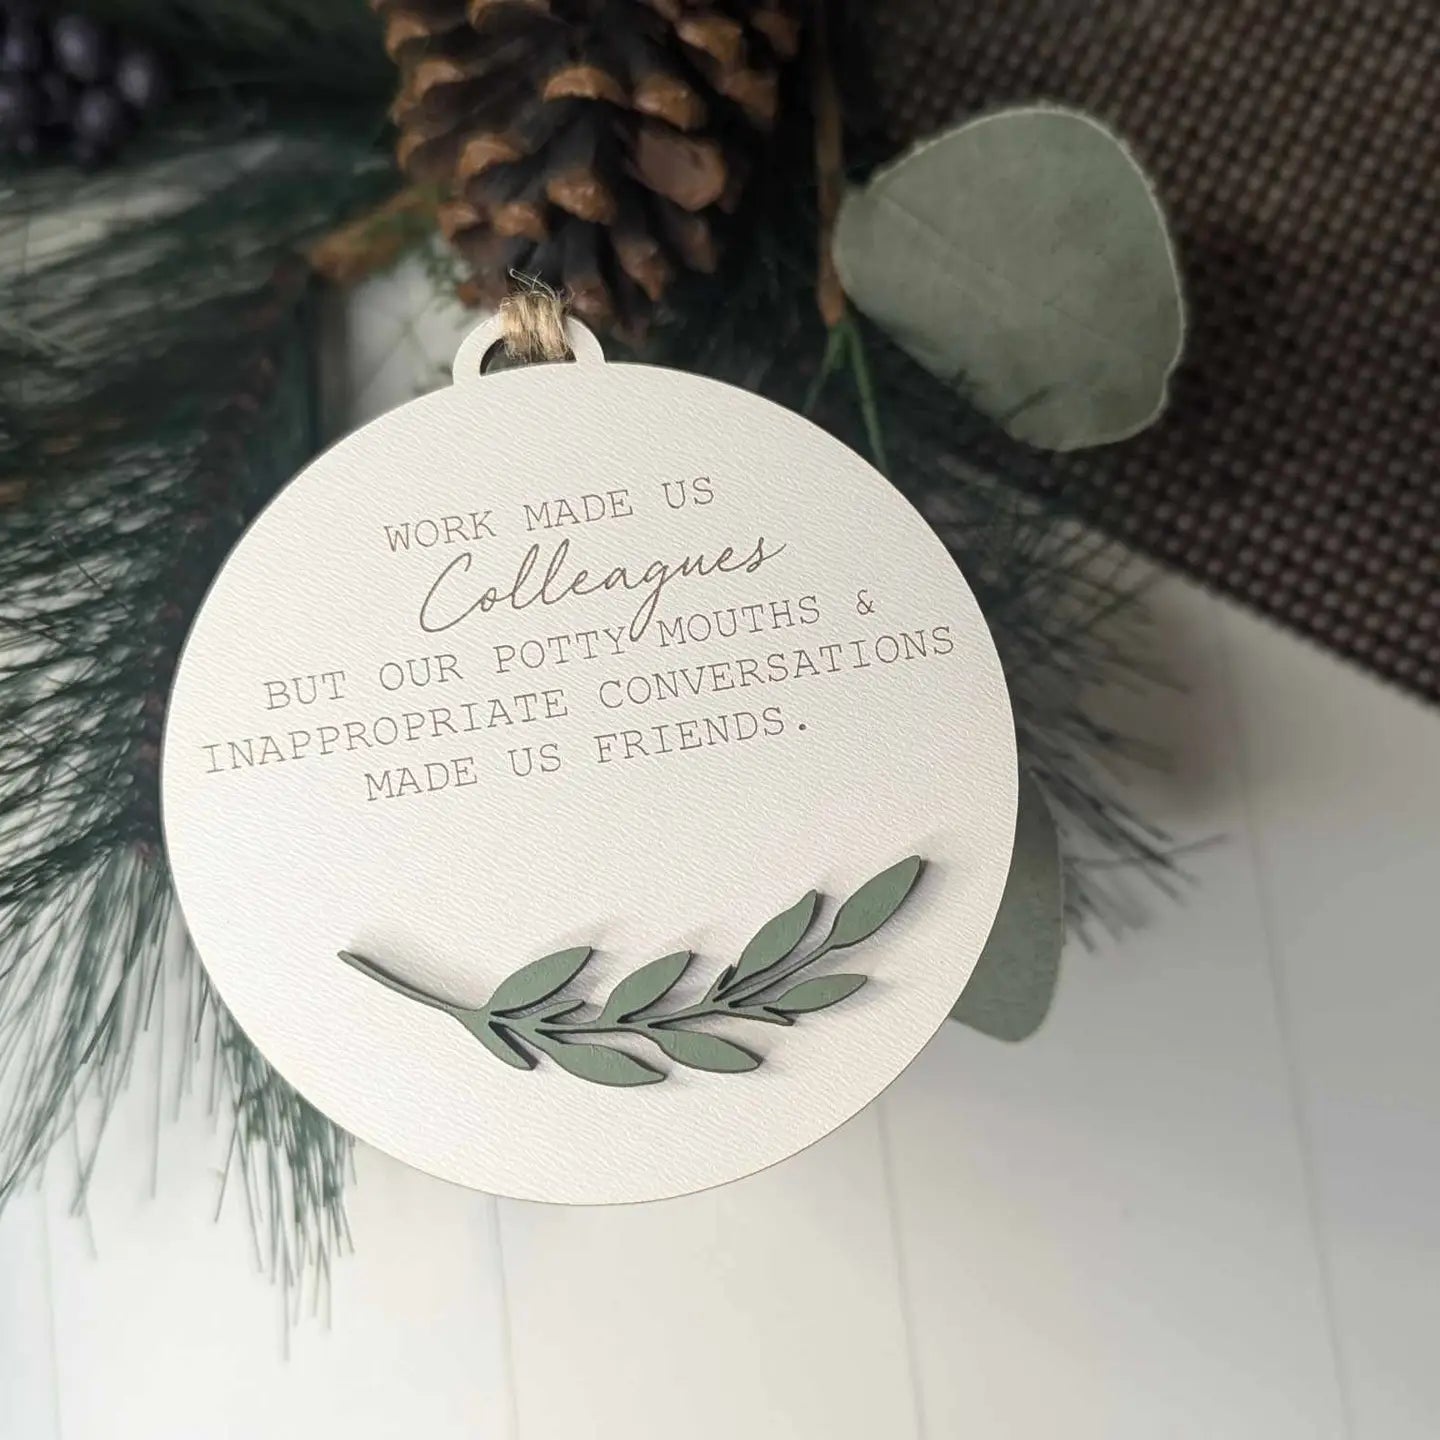 WORK MADE US
Colleagues
BUT OUR POTTY MOUTHS &
INAPPROPRIATE CONVERSATIONS
MADE US FRIENDS.